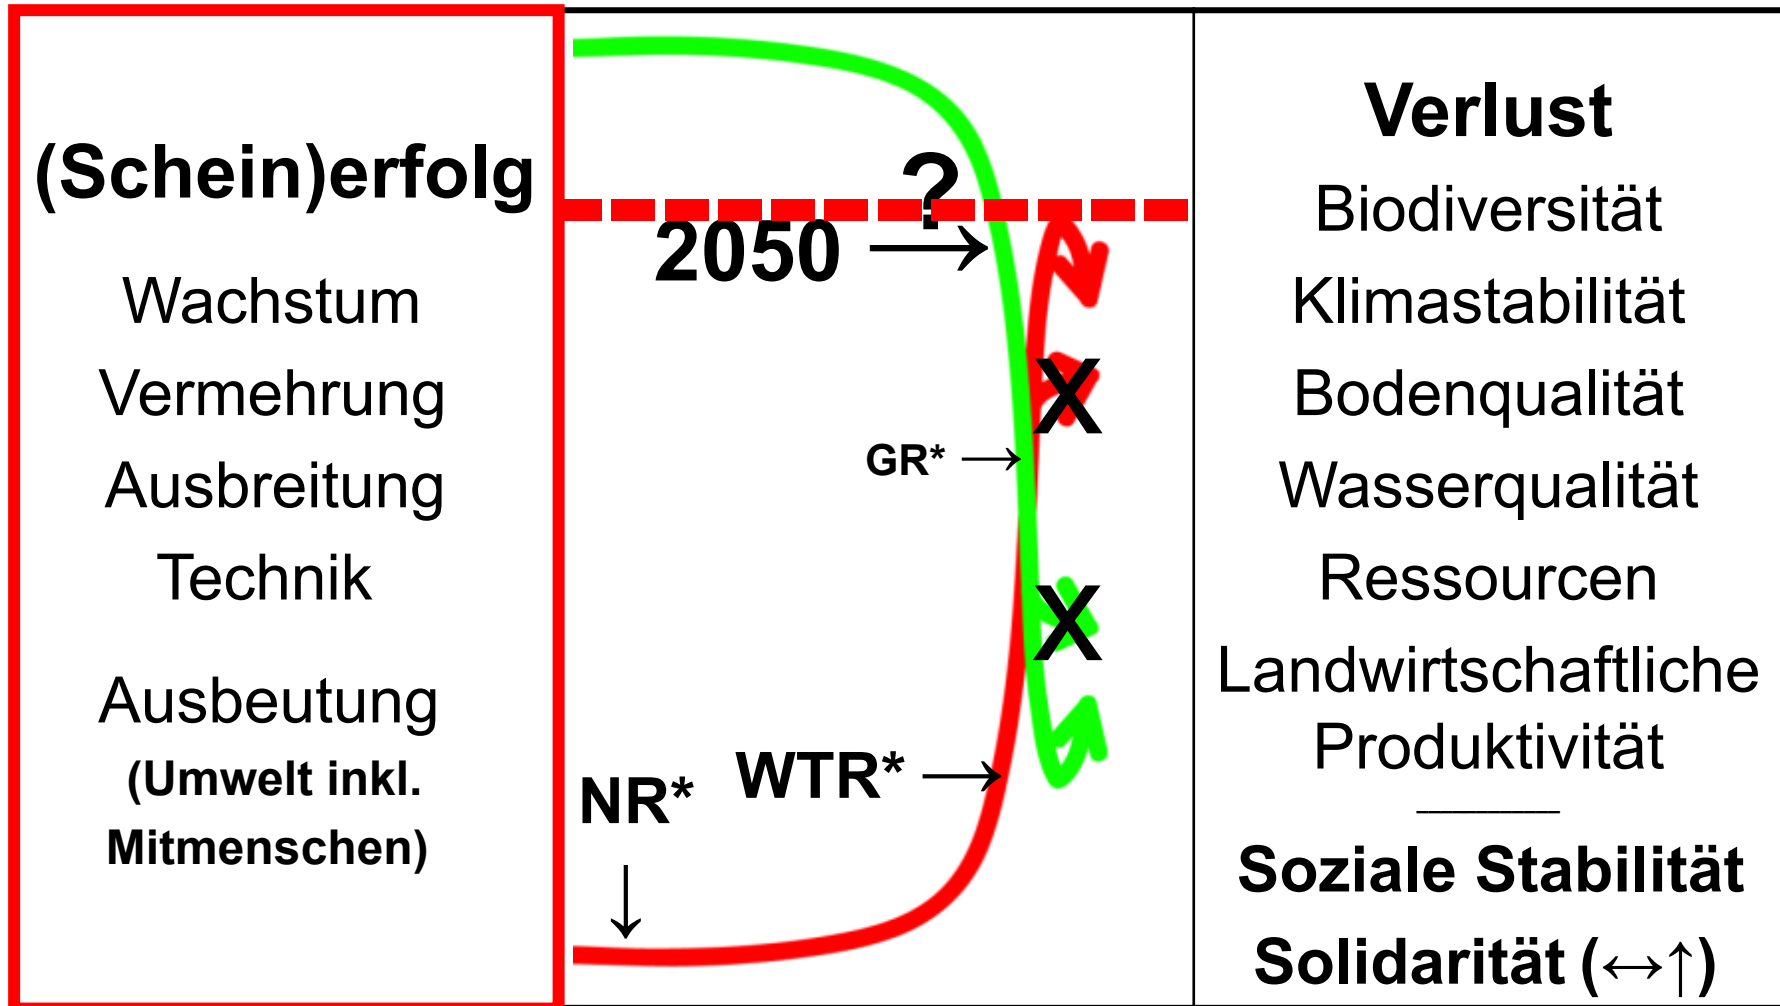 (Schein)erfolg
Wachstum
Vermehrung
Ausbreitung
Technik
Ausbeutung
(Umwelt inkl.
Mitmenschen)
?
2050 →
GR* →
X
X
WTR* →
NR*
↓
Verlust
Biodiversität
Klimastabilität
Bodenqualität
Wasserqualität
Ressourcen
Landwirtschaftliche
Produktivität
Soziale Stabilität
Solidarität (↔↑)